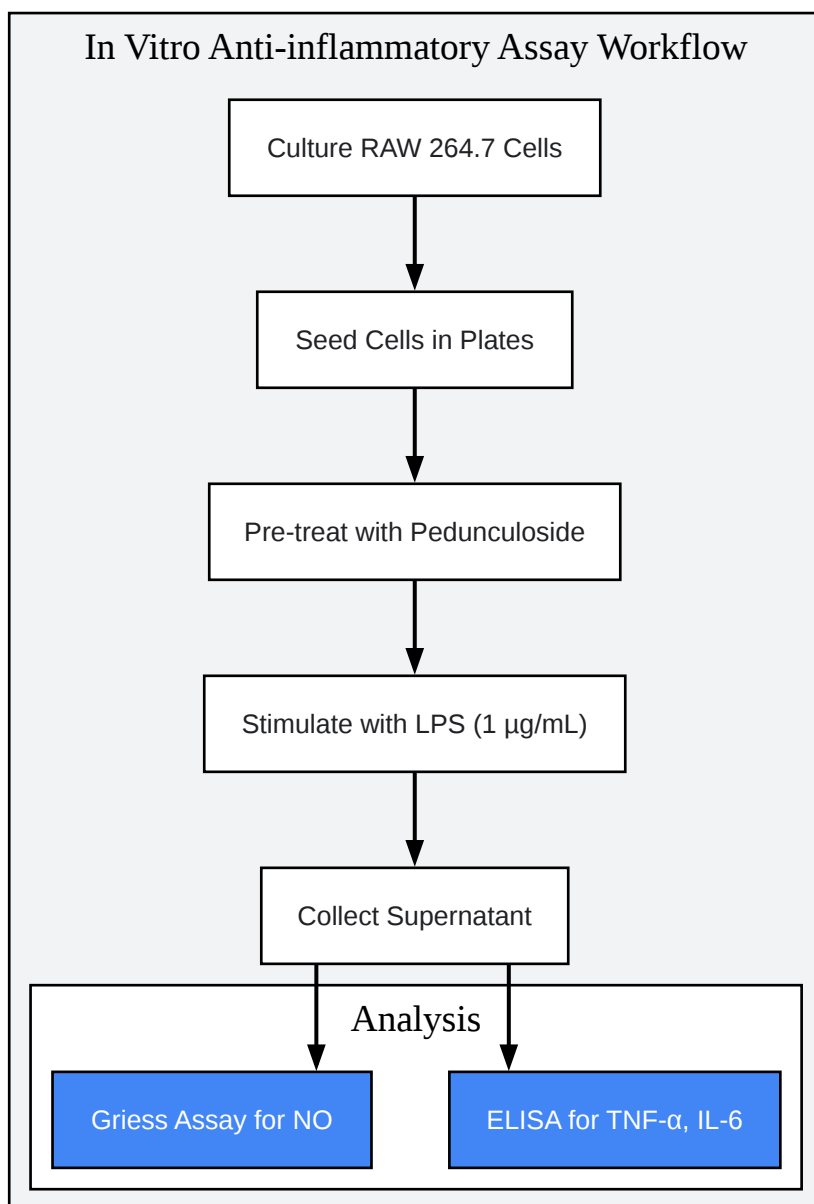 In Vitro Anti-inflammatory Assay Workflow
Culture RAW 264.7 Cells
Seed Cells in Plates
Pre-treat with Pedunculoside
Stimulate with LPS (1 µg/mL)
Collect Supernatant
Analysis
Griess Assay for NO
ELISA for TNF-α, IL-6